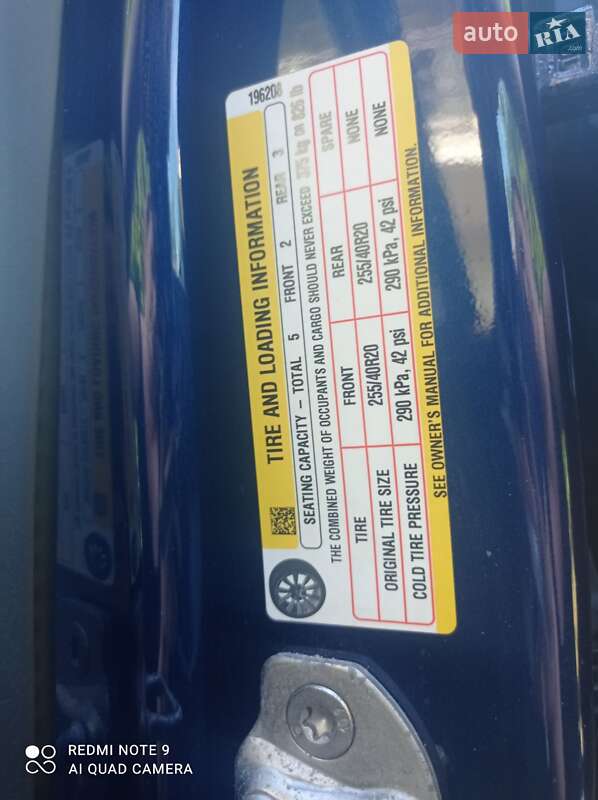 auto RIA .com
196208
TIRE AND LOADING INFORMATION
SEATING CAPACITY – TOTAL 5 FRONT 2 REAR 3
THE COMBINED WEIGHT OF OCCUPANTS AND CARGO SHOULD NEVER EXCEED 375 kg OR 826 lb
TIRE FRONT REAR SPARE
ORIGINAL TIRE SIZE 255/40R20 255/40R20 NONE
COLD TIRE PRESSURE 290 kPa, 42 psi 290 kPa, 42 psi NONE
SEE OWNER'S MANUAL FOR ADDITIONAL INFORMATION.
REDMI NOTE 9
AI QUAD CAMERA